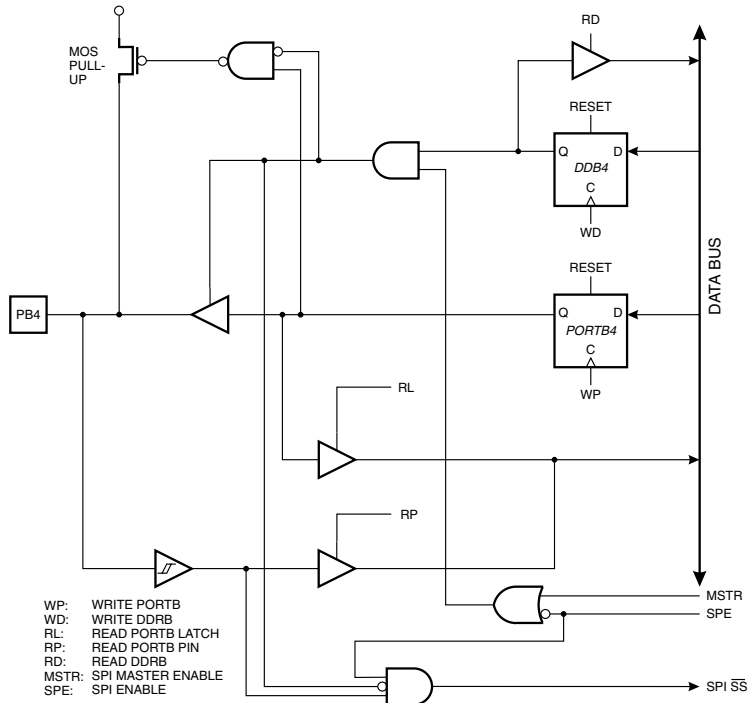 RD
MOS
PULL-
UP
RESET
Q D
DDB4
C
WD
RESET
PB4
Q D
PORTB4
C
WP
DATA BUS
RL
RP
WP: WRITE PORTB
WD: WRITE DDRB
RL: READ PORTB LATCH
RP: READ PORTB PIN
RD: READ DDRB
MSTR: SPI MASTER ENABLE
SPE: SPI ENABLE
MSTR
SPE
SPI S̅S̅